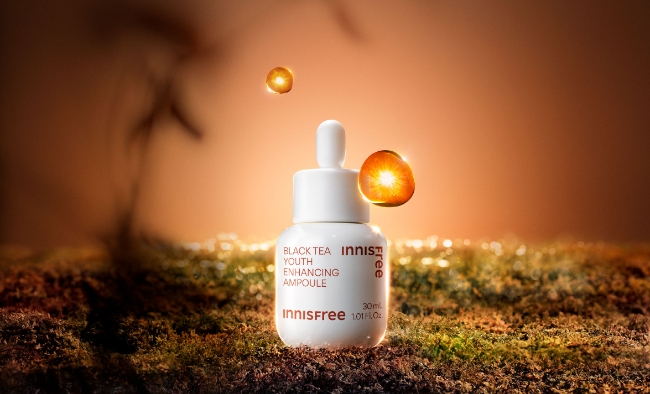 BLACK TEA
YOUTH
ENHANCING
AMPOULE
INNISFree
30 mL
1.01 FL.Oz.
INNISFree